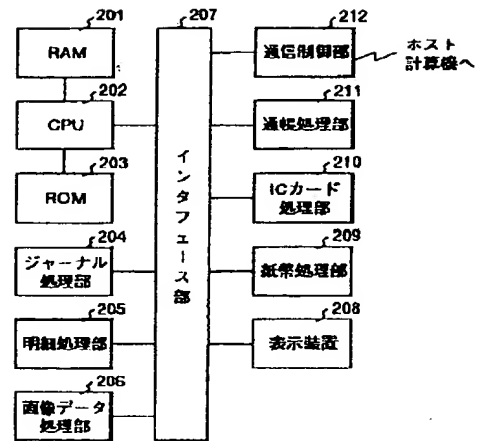 201
RAM
202
CPU
203
ROM
204
ジャーナル
処理部
205
明細処理部
206
画像データ
処理部
207
インタフェース部
212
通信制御部
ホスト
計算機へ
211
通帳処理部
210
ICカード
処理部
209
紙幣処理部
208
表示装置